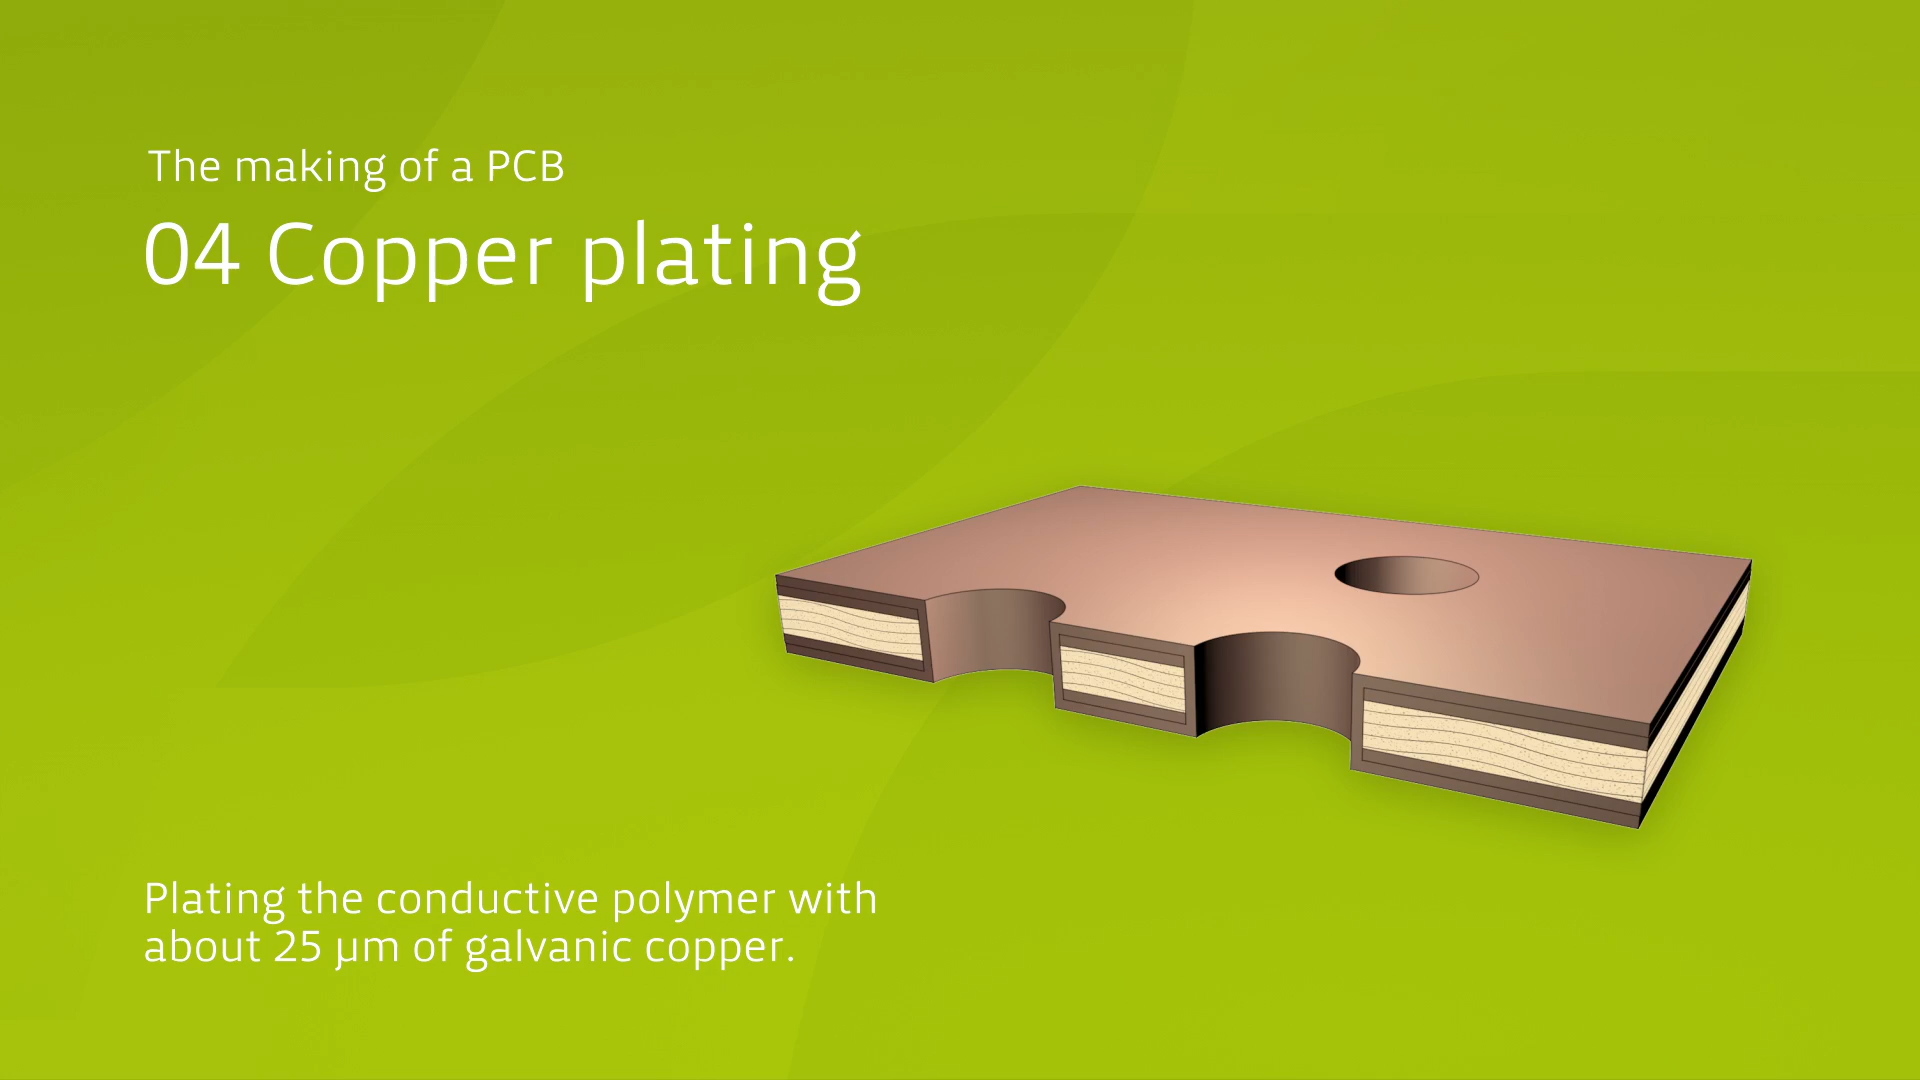 The making of a PCB
04 Copper plating
Plating the conductive polymer with
about 25 µm of galvanic copper.